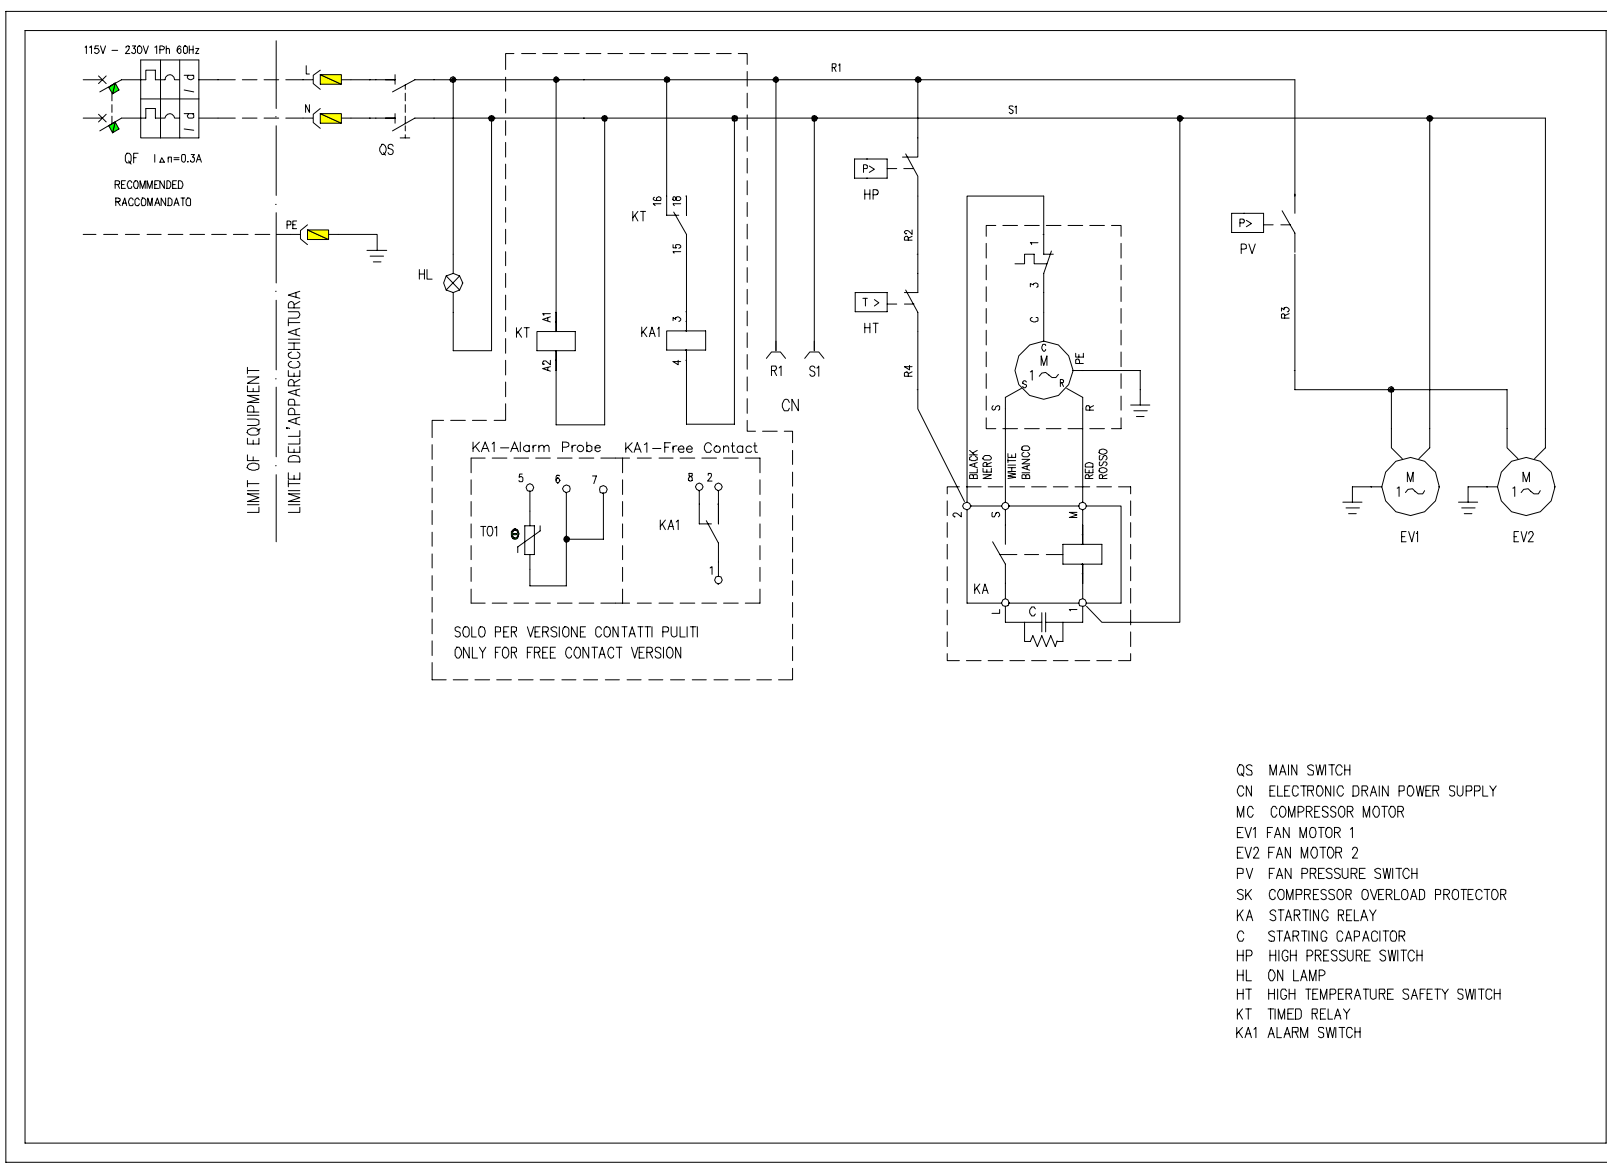 115V – 230V 1Ph 60Hz
QF I△n=0.3A
RECOMMENDED
RACCOMANDATO
L
N
PE
QS
LIMIT OF EQUIPMENT
LIMITE DELL'APPARECCHIATURA
HL
KT
A1
A2
KT
16
18
15
KA1
3
4
R1
S1
R1
S1
CN
KA1–Alarm Probe
KA1–Free Contact
5
6
7
T01
θ
8
2
KA1
1
SOLO PER VERSIONE CONTATTI PULITI
ONLY FOR FREE CONTACT VERSION
P>
HP
R2
T >
HT
R4
1
3
C
C
M
1
S
R
PE
S
R
BLACK
NERO
WHITE
BIANCO
RED
ROSSO
2
S
M
KA
L
C
1
P>
PV
R3
M
1
EV1
M
1
EV2
QS MAIN SWITCH
CN ELECTRONIC DRAIN POWER SUPPLY
MC COMPRESSOR MOTOR
EV1 FAN MOTOR 1
EV2 FAN MOTOR 2
PV FAN PRESSURE SWITCH
SK COMPRESSOR OVERLOAD PROTECTOR
KA STARTING RELAY
C STARTING CAPACITOR
HP HIGH PRESSURE SWITCH
HL ON LAMP
HT HIGH TEMPERATURE SAFETY SWITCH
KT TIMED RELAY
KA1 ALARM SWITCH